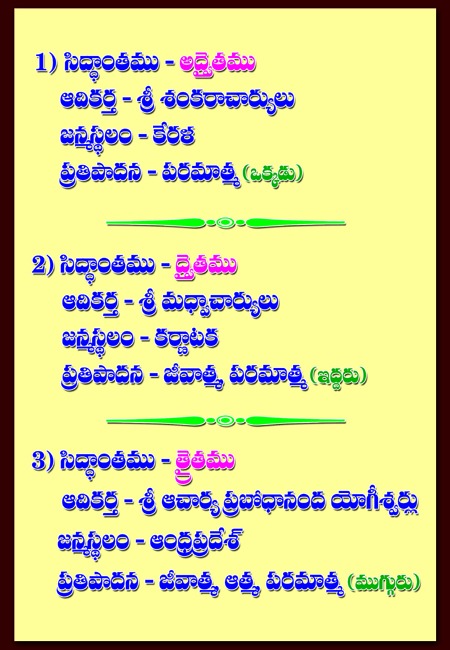 1) సిద్ధాంతము - అద్వైతము
ఆదికర్త - శ్రీ శంకరాచార్యులు
జన్మస్థలం - కేరళ
ప్రతిపాదన - పరమాత్మ (ఒక్కడు)
2) సిద్ధాంతము - ద్వైతము
ఆదికర్త - శ్రీ మధ్వాచార్యులు
జన్మస్థలం - కర్ణాటక
ప్రతిపాదన - జీవాత్మ, పరమాత్మ (ఇద్దరు)
3) సిద్ధాంతము - త్రైతము
ఆదికర్త - శ్రీ ఆచార్య ప్రబోధానంద యోగీశ్వర్లు
జన్మస్థలం - ఆంధ్రప్రదేశ్
ప్రతిపాదన - జీవాత్మ, ఆత్మ, పరమాత్మ (ముగ్గురు)